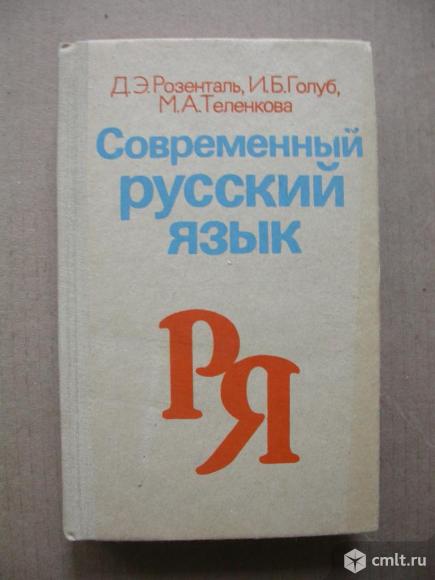 Д.Э.Розенталь, И.Б.Голуб,
М.А.Теленкова
Современный
русский
язык
РЯ
cmlt.ru